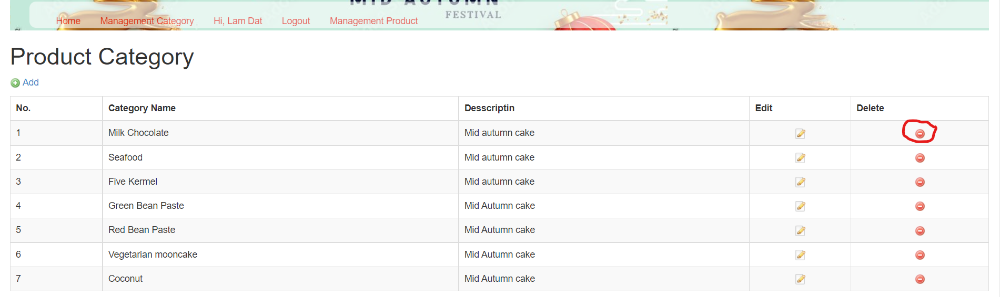 MID AUTUMN
FESTIVAL
Home Management Category Hi, Lam Dat Logout Management Product
Product Category
Add
No. Category Name Desscriptin Edit Delete
1 Milk Chocolate Mid autumn cake
2 Seafood Mid autumn cake
3 Five Kermel Mid autumn cake
4 Green Bean Paste Mid Autumn cake
5 Red Bean Paste Mid Autumn cake
6 Vegetarian mooncake Mid Autumn cake
7 Coconut Mid Autumn cake